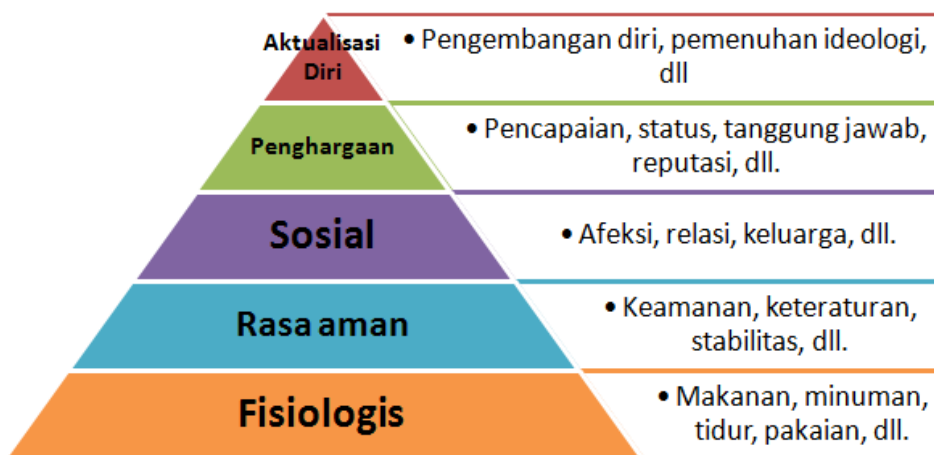 Aktualisasi
Diri
• Pengembangan diri, pemenuhan ideologi,
dll
Penghargaan
• Pencapaian, status, tanggung jawab,
reputasi, dll.
Sosial
• Afeksi, relasi, keluarga, dll.
Rasa aman
• Keamanan, keteraturan,
stabilitas, dll.
Fisiologis
• Makanan, minuman,
tidur, pakaian, dll.